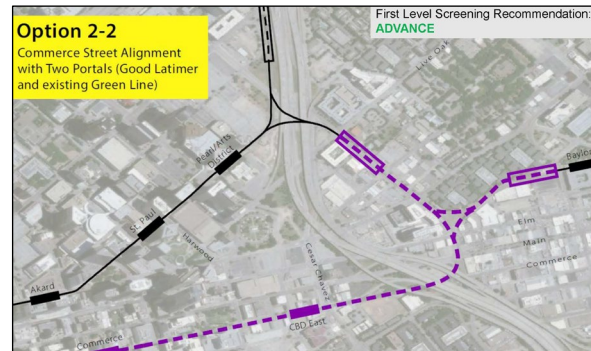 Option 2-2
Commerce Street Alignment
with Two Portals (Good Latimer
and existing Green Line)
First Level Screening Recommendation:
ADVANCE
Live Oak
Pearl/Arts
District
St. Paul
Harwood
Akard
Cesar Chavez
Commerce
CBD East
Baylor
Elm
Main
Commerce